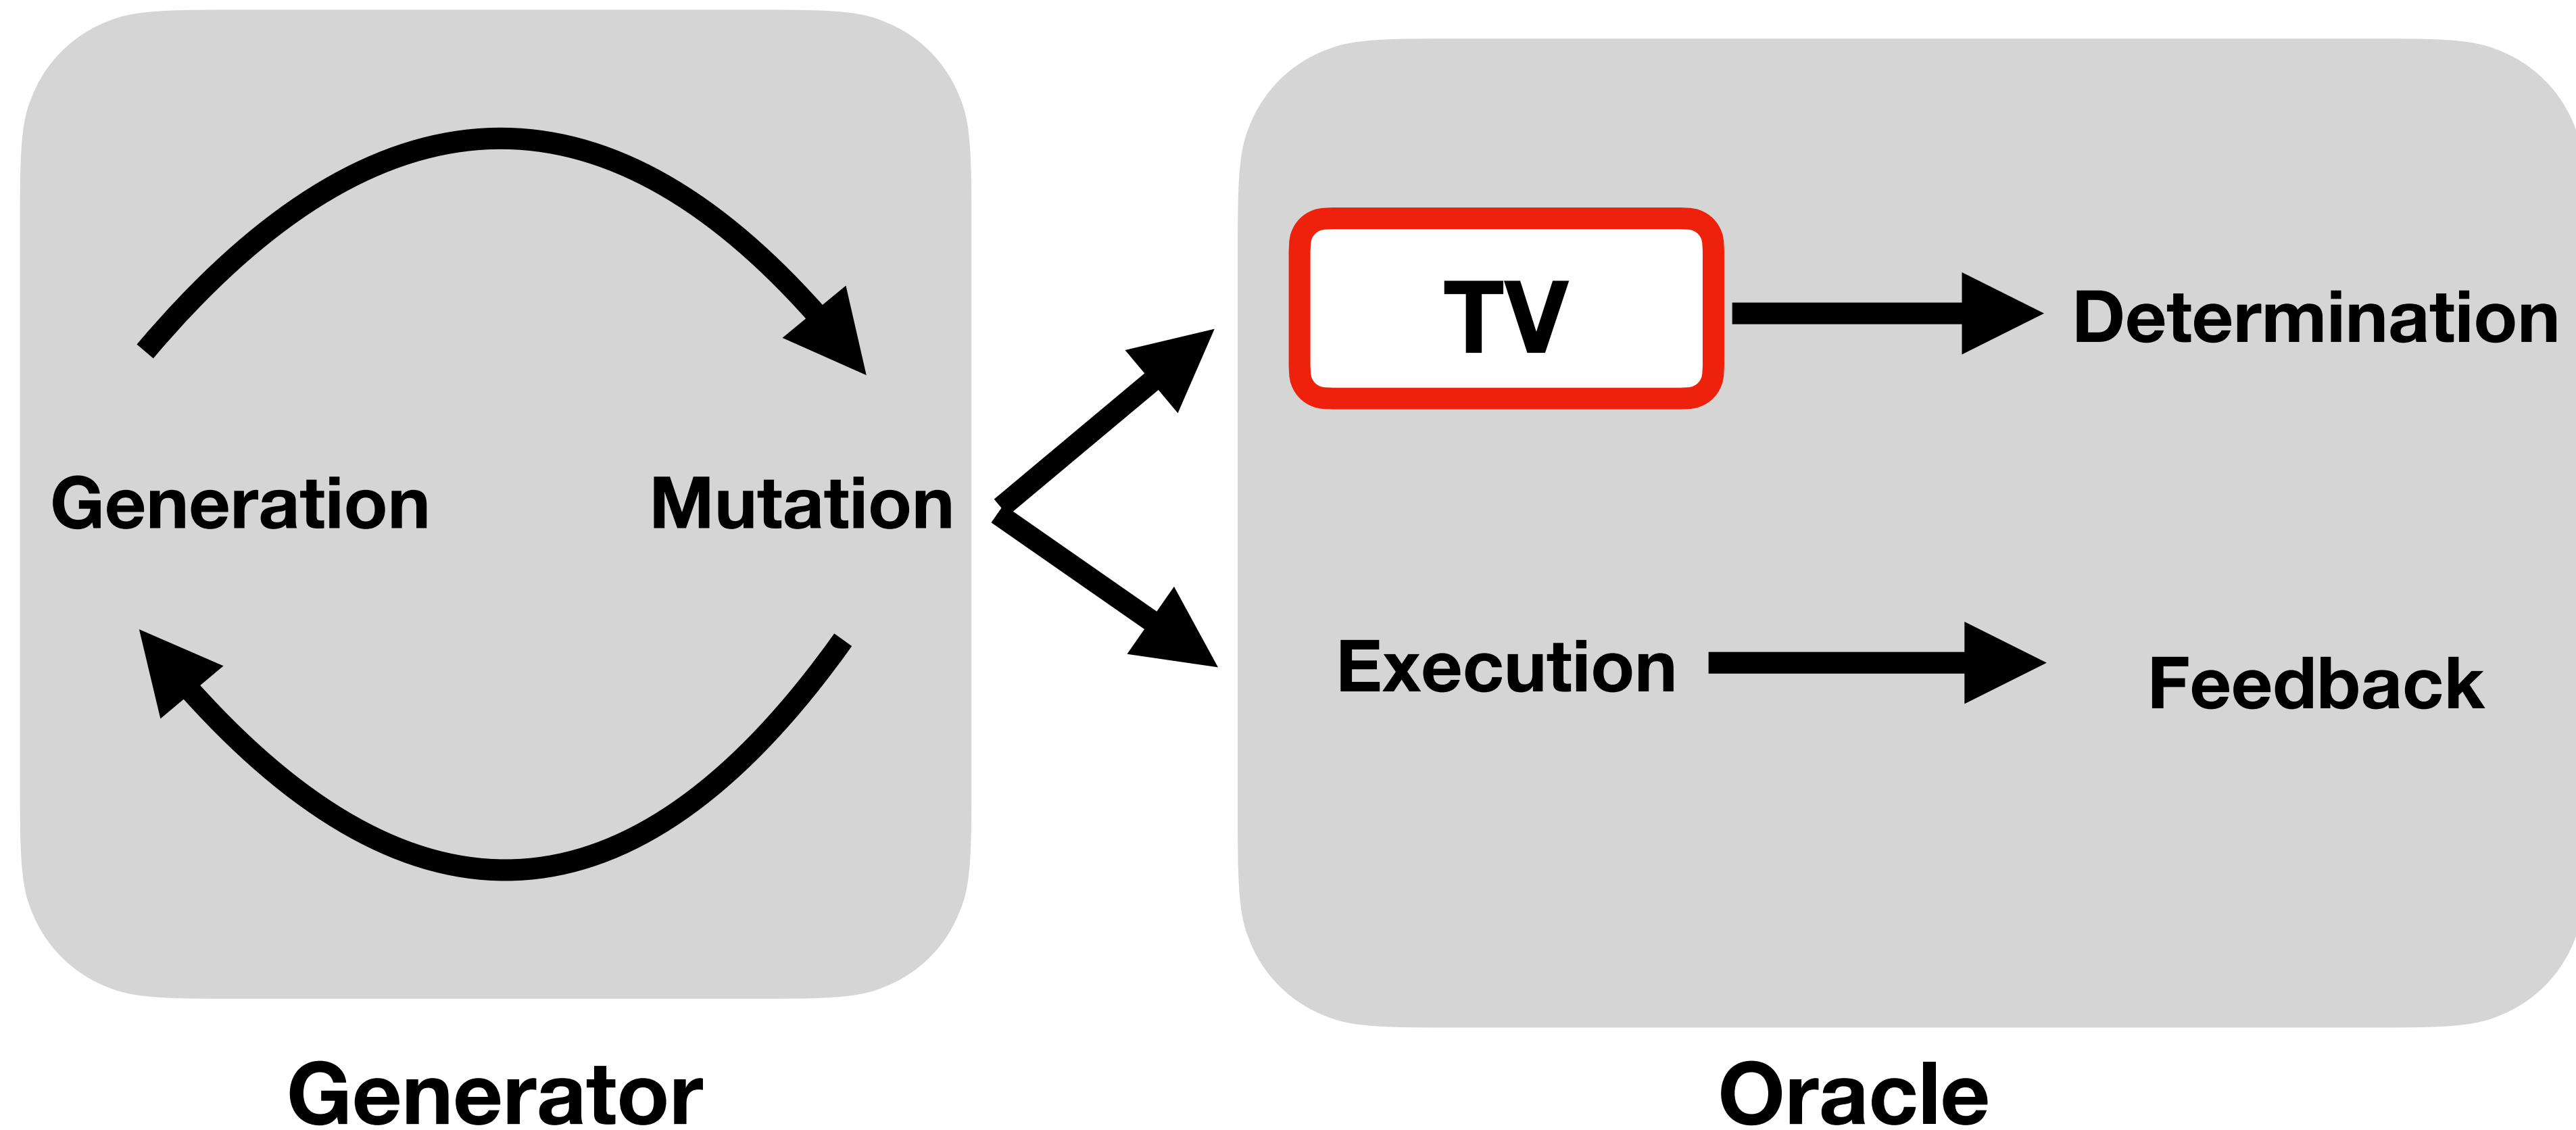 TV
Determination
Generation
Mutation
Execution
Feedback
Generator
Oracle